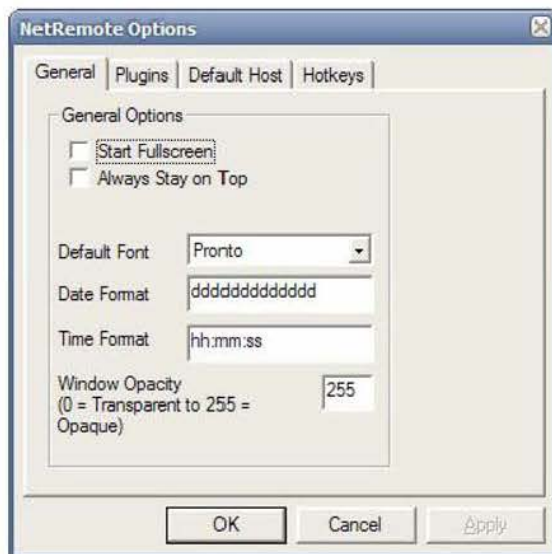 NetRemote Options
General Plugins Default Host Hotkeys
General Options
Start Fullscreen
Always Stay on Top
Default Font Pronto
Date Format ddddddddddddd
Time Format hh:mm:ss
Window Opacity 255
(0 = Transparent to 255 =
Opaque)
OK Cancel Apply